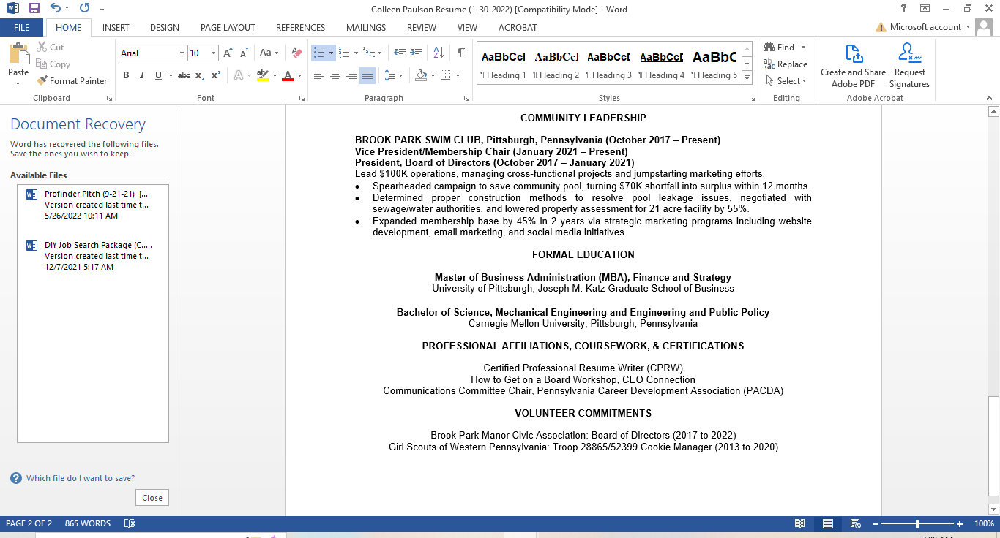 Colleen Paulson Resume (1-30-2022) [Compatibility Mode] - Word
?
FILE HOME INSERT DESIGN PAGE LAYOUT REFERENCES MAILINGS REVIEW VIEW ACROBAT Microsoft account
Paste
Cut
Copy
Format Painter
Clipboard
Arial 10 Aa
B I U abc x₂ x² A A
Font
Paragraph
AaBbCcI AaBbCcI AaBbCcD AaBbCcD AaBbC
¶ Heading 1 ¶ Heading 2 ¶ Heading 3 ¶ Heading 4 ¶ Heading 5
Styles
Find
Replace
Select
Editing
Create and Share
Adobe PDF
Request
Signatures
Adobe Acrobat
Document Recovery
Word has recovered the following files.
Save the ones you wish to keep.
Available Files
Profinder Pitch (9-21-21) [...
Version created last time t...
5/26/2022 10:11 AM
DIY Job Search Package (C... .
Version created last time t...
12/7/2021 5:17 AM
Which file do I want to save?
Close
COMMUNITY LEADERSHIP
BROOK PARK SWIM CLUB, Pittsburgh, Pennsylvania (October 2017 – Present)
Vice President/Membership Chair (January 2021 – Present)
President, Board of Directors (October 2017 – January 2021)
Lead $100K operations, managing cross-functional projects and jumpstarting marketing efforts.
• Spearheaded campaign to save community pool, turning $70K shortfall into surplus within 12 months.
• Determined proper construction methods to resolve pool leakage issues, negotiated with
sewage/water authorities, and lowered property assessment for 21 acre facility by 55%.
• Expanded membership base by 45% in 2 years via strategic marketing programs including website
development, email marketing, and social media initiatives.
FORMAL EDUCATION
Master of Business Administration (MBA), Finance and Strategy
University of Pittsburgh, Joseph M. Katz Graduate School of Business
Bachelor of Science, Mechanical Engineering and Engineering and Public Policy
Carnegie Mellon University; Pittsburgh, Pennsylvania
PROFESSIONAL AFFILIATIONS, COURSEWORK, & CERTIFICATIONS
Certified Professional Resume Writer (CPRW)
How to Get on a Board Workshop, CEO Connection
Communications Committee Chair, Pennsylvania Career Development Association (PACDA)
VOLUNTEER COMMITMENTS
Brook Park Manor Civic Association: Board of Directors (2017 to 2022)
Girl Scouts of Western Pennsylvania: Troop 28865/52399 Cookie Manager (2013 to 2020)
PAGE 2 OF 2 865 WORDS 100%